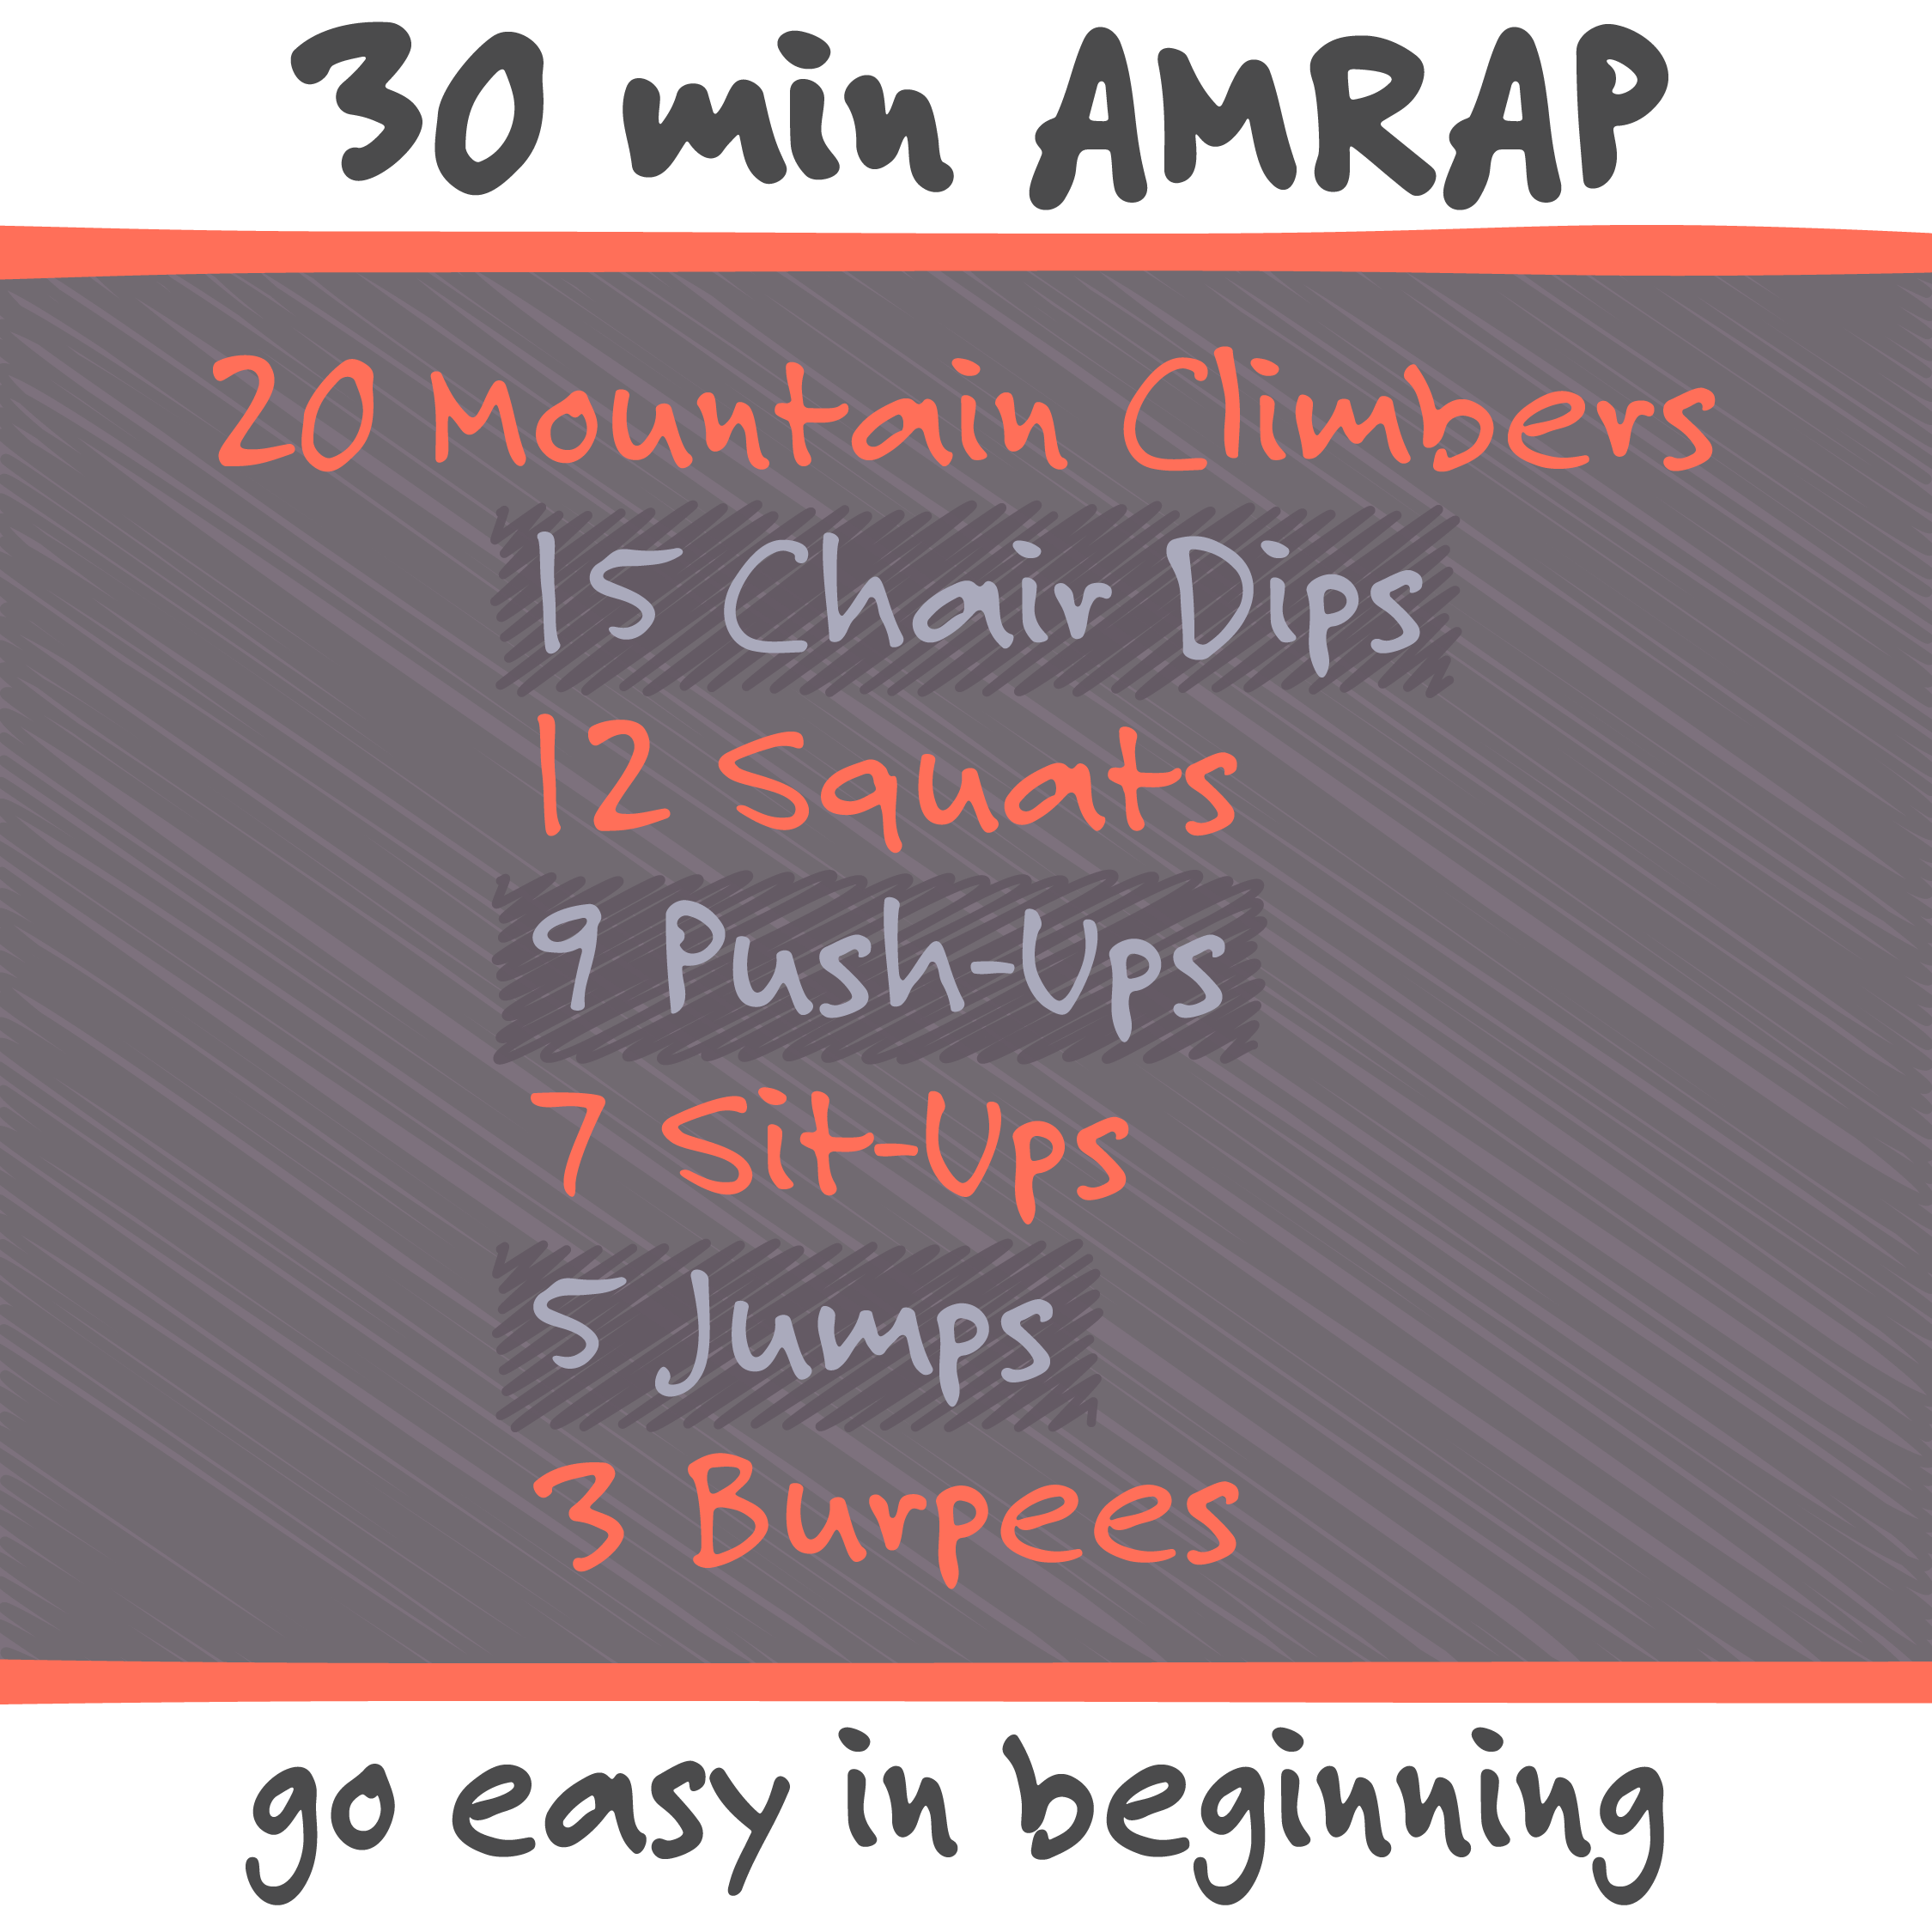 30 min AMRAP
20 Mountain Climbers
15 Chair Dips
12 Squats
9 Push-Ups
7 Sit-Ups
5 Jumps
3 Burpees
go easy in begining